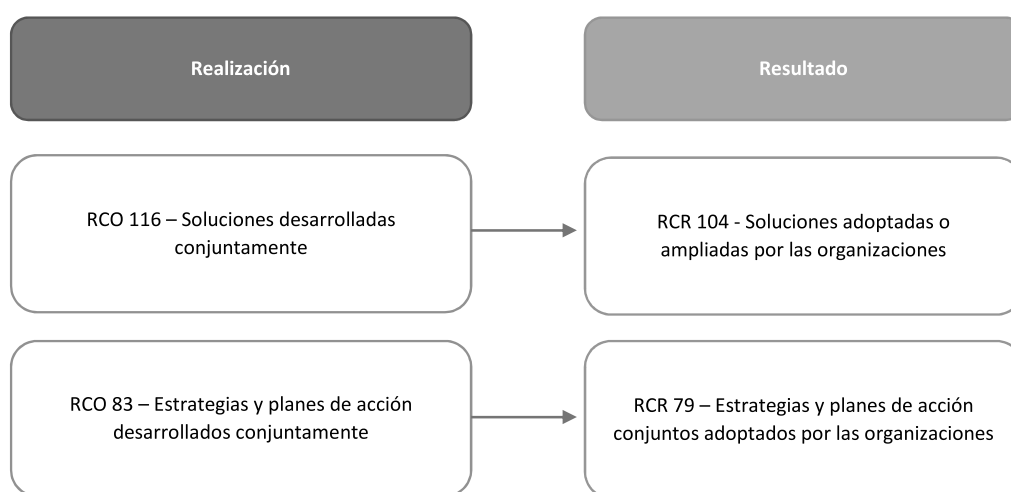 Realización
Resultado
RCO 116 – Soluciones desarrolladas
conjuntamente
RCR 104 - Soluciones adoptadas o
ampliadas por las organizaciones
RCO 83 – Estrategias y planes de acción
desarrollados conjuntamente
RCR 79 – Estrategias y planes de acción
conjuntos adoptados por las organizaciones